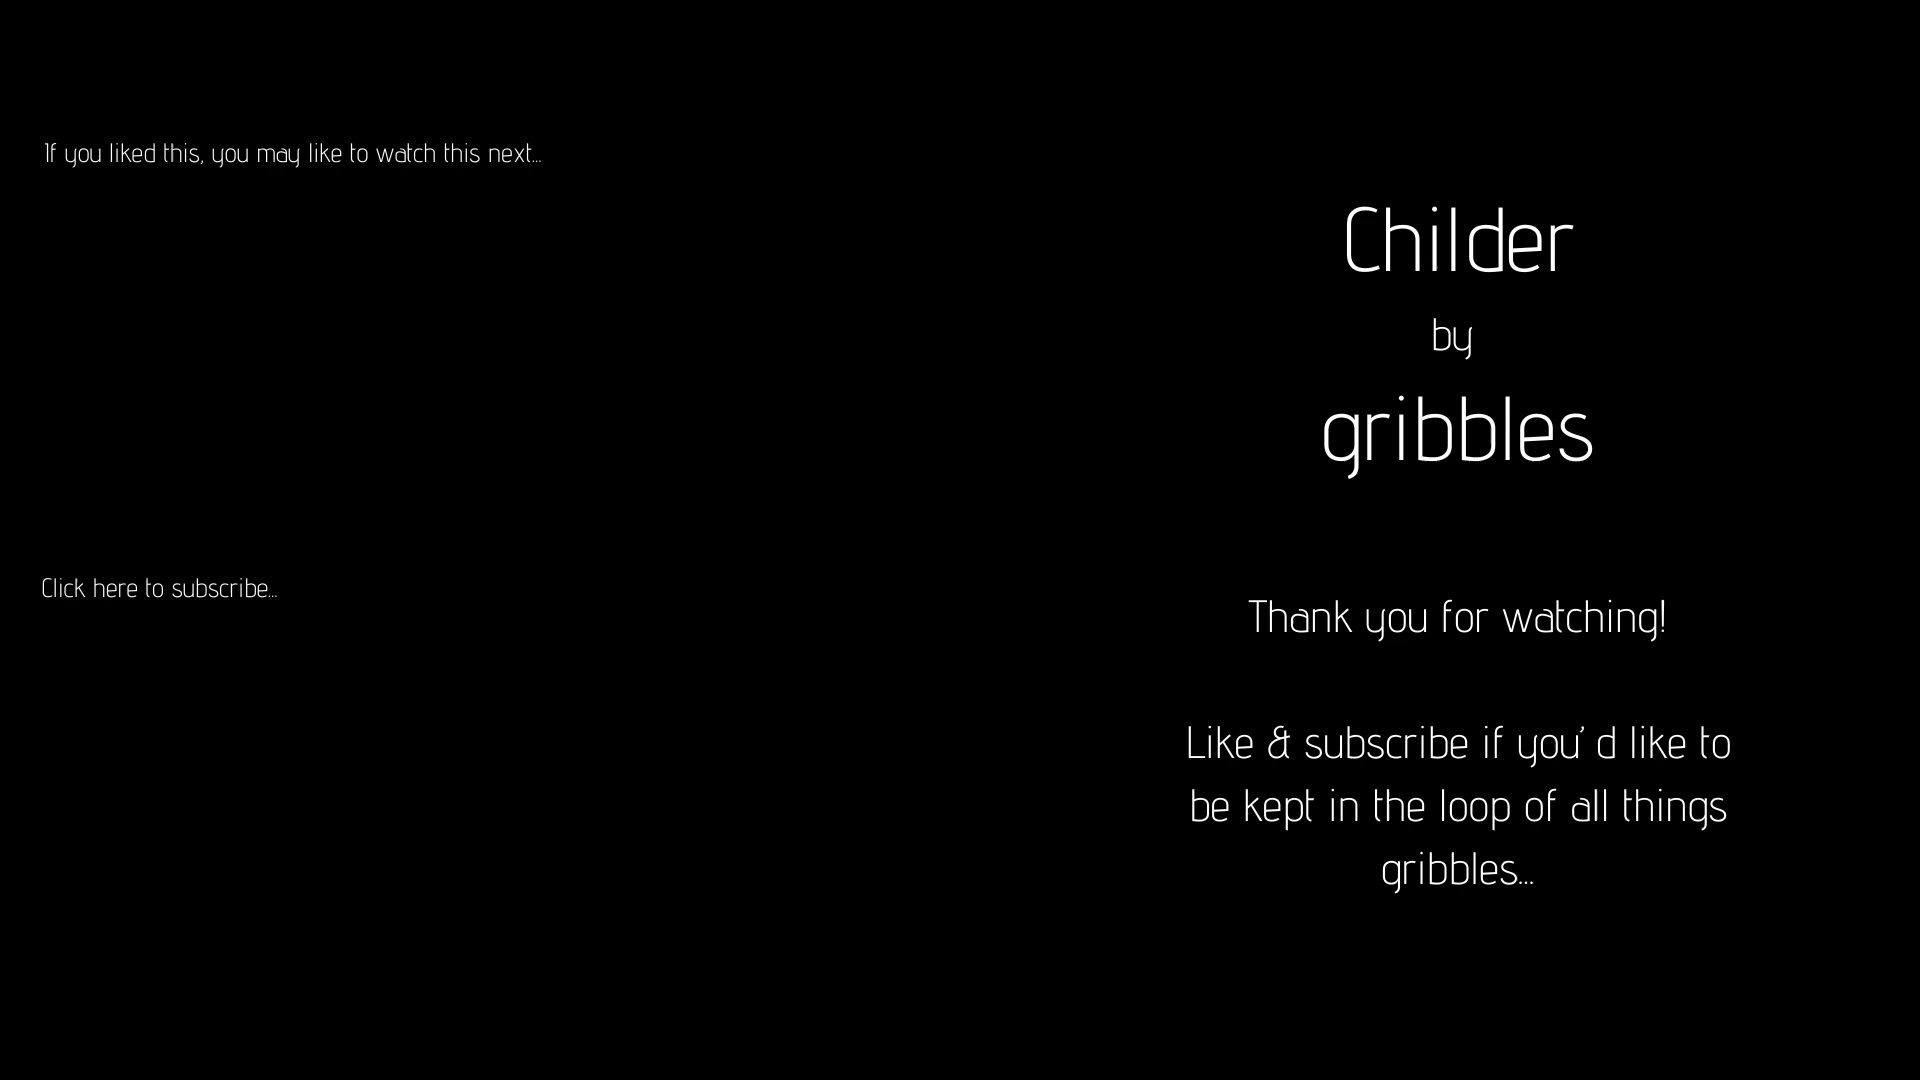 If you liked this, you may like to watch this next...
Click here to subscribe...
Childer
by
gribbles
Thank you for watching!
Like & subscribe if you’ d like to
be kept in the loop of all things
gribbles...